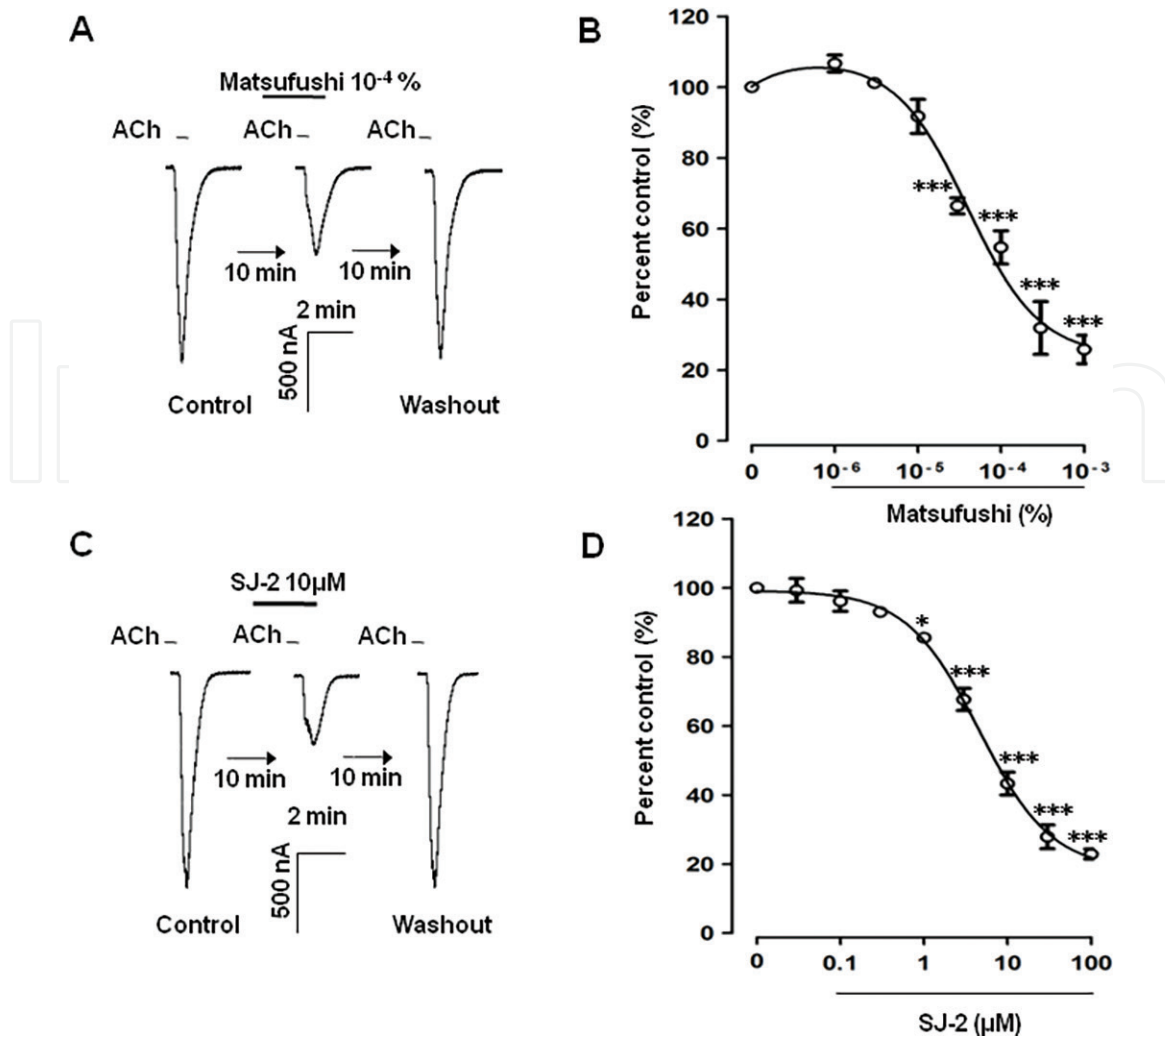 A
Matsufushi 10⁻⁴ %
ACh
ACh
ACh
10 min
10 min
2 min
500 nA
Control
Washout
B
Percent control (%)
120
100
80
60
40
20
0
***
***
***
***
0
10⁻⁶
10⁻⁵
10⁻⁴
10⁻³
Matsufushi (%)
C
SJ-2 10µM
ACh
ACh
ACh
10 min
10 min
2 min
500 nA
Control
Washout
D
Percent control (%)
120
100
80
60
40
20
0
*
***
***
***
***
0
0.1
1
10
100
SJ-2 (µM)